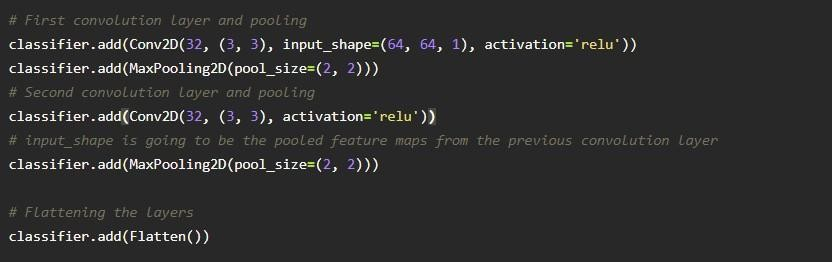 # First convolution layer and pooling
classifier.add(Conv2D(32, (3, 3), input_shape=(64, 64, 1), activation='relu'))
classifier.add(MaxPooling2D(pool_size=(2, 2)))
# Second convolution layer and pooling
classifier.add(Conv2D(32, (3, 3), activation='relu'))
# input_shape is going to be the pooled feature maps from the previous convolution layer
classifier.add(MaxPooling2D(pool_size=(2, 2)))
# Flattening the layers
classifier.add(Flatten())